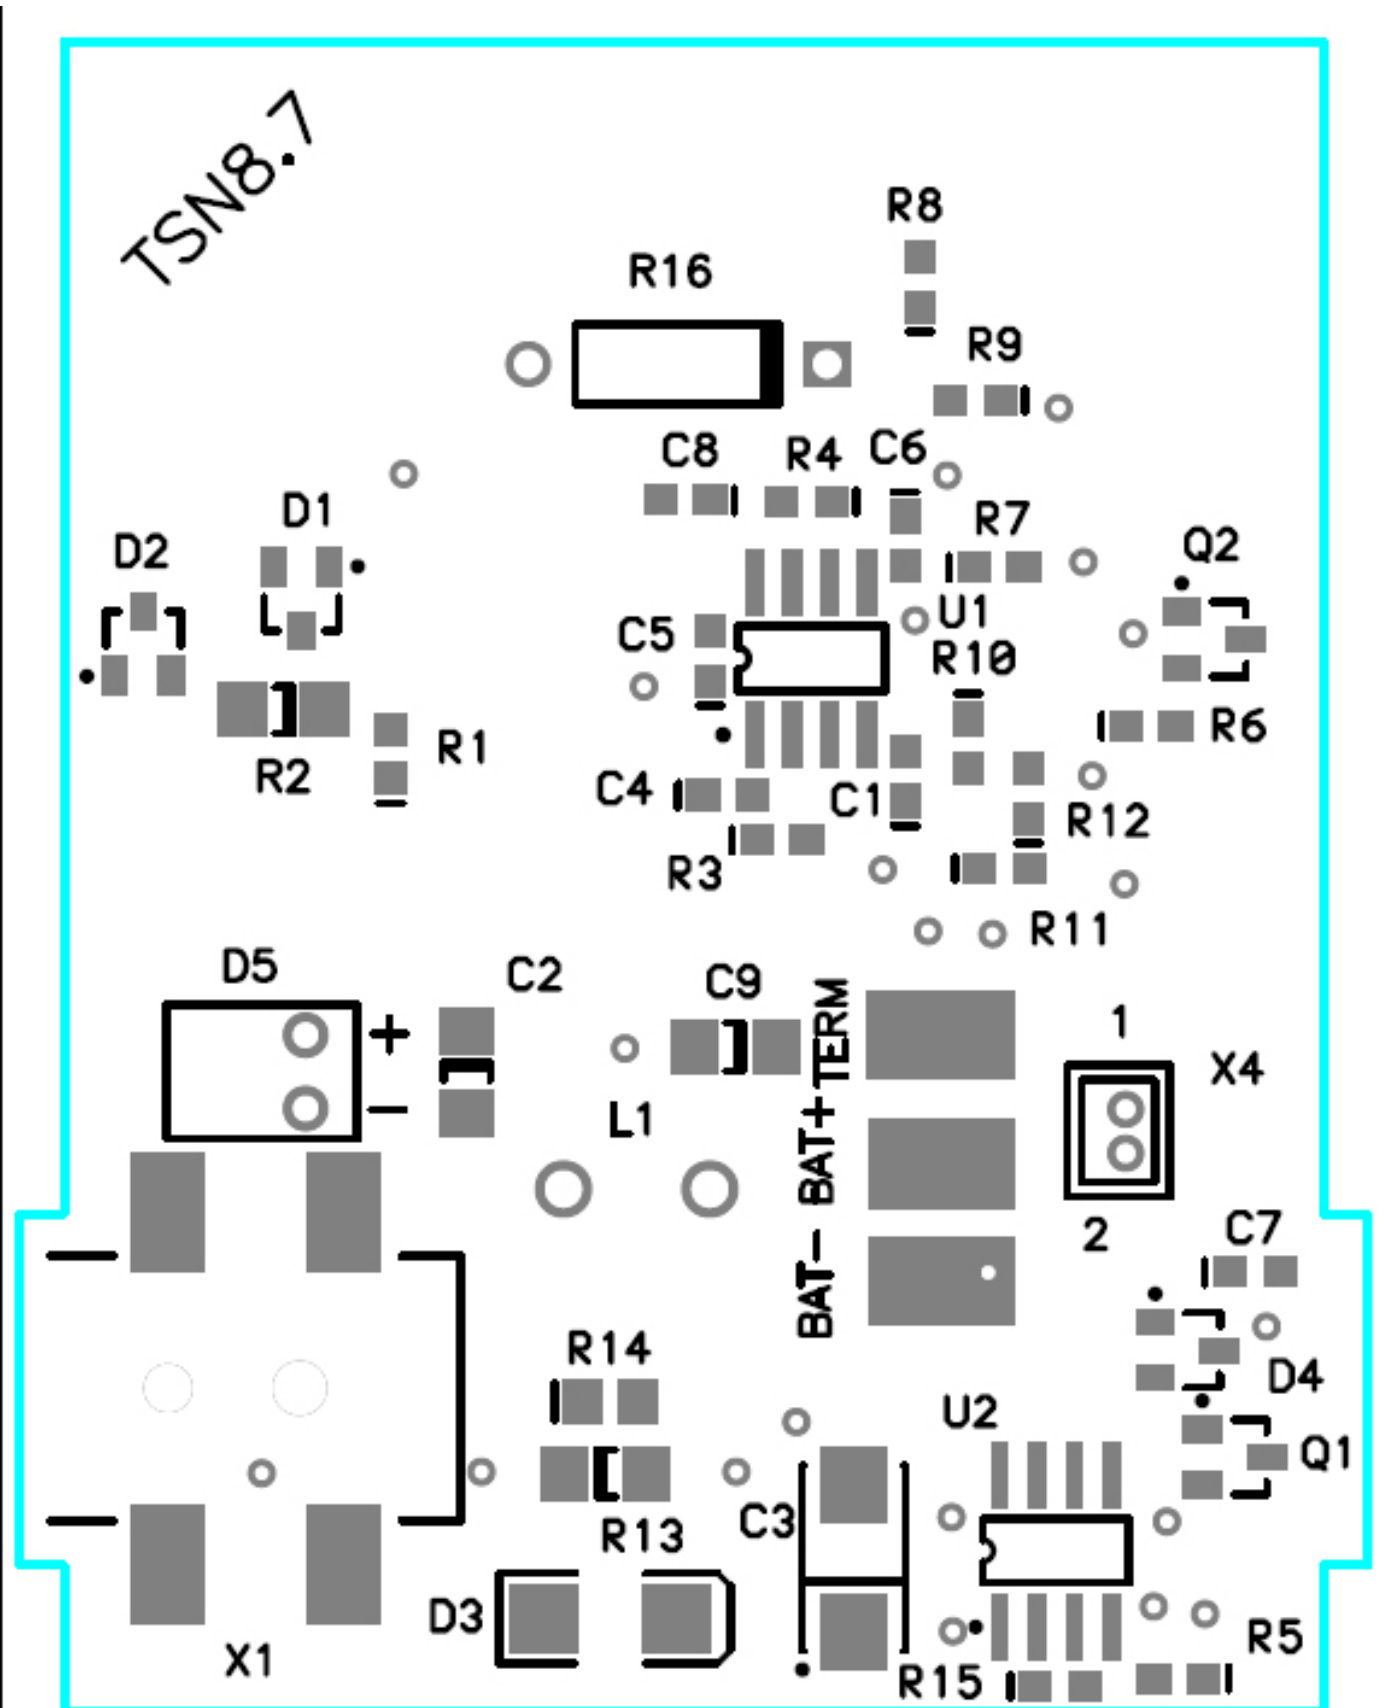 TSN8.7
R8
R16
R9
C8
R4
C6
D1
R7
D2
Q2
U1
C5
R10
R1
R6
R2
C4
C1
R12
R3
R11
D5
C2
C9
TERM
1
+
X4
L1
BAT+
−
2
C7
BAT−
R14
D4
U2
Q1
C3
R13
D3
R5
X1
R15